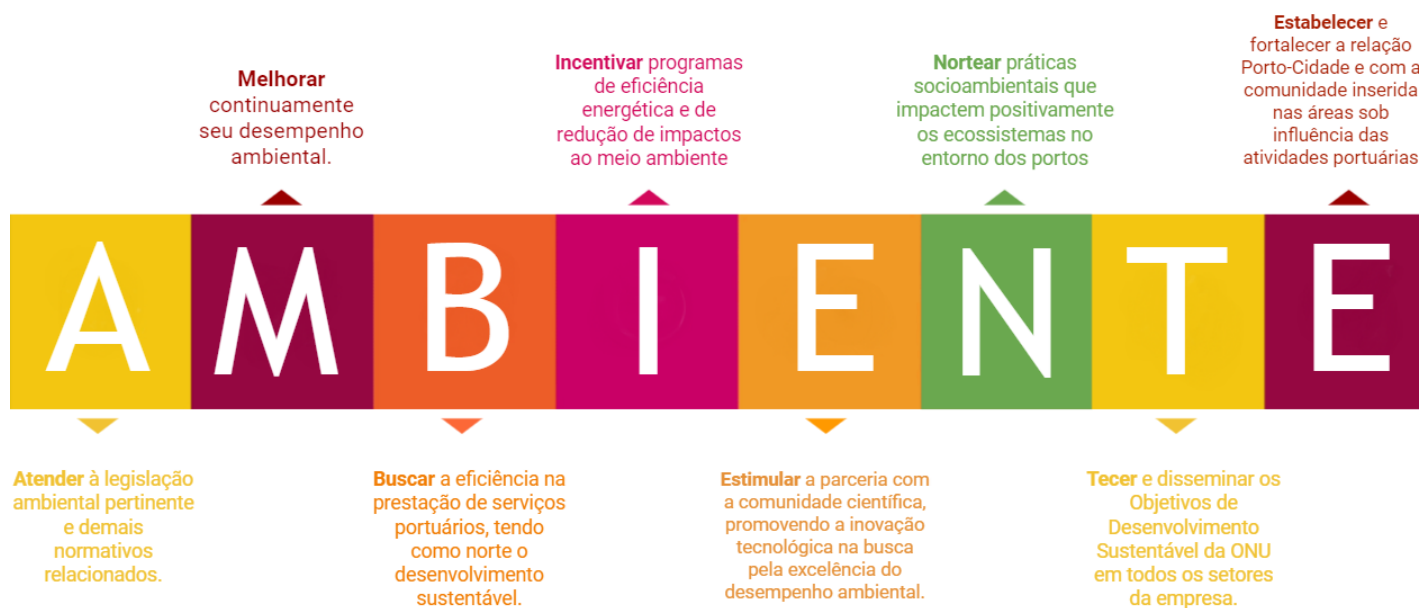 Melhorar
continuamente
seu desempenho
ambiental.
Incentivar programas
de eficiência
energética e de
redução de impactos
ao meio ambiente
Nortear práticas
socioambientais que
impactem positivamente
os ecossistemas no
entorno dos portos
Estabelecer e
fortalecer a relação
Porto-Cidade e com a
comunidade inserida
nas áreas sob
influência das
atividades portuárias
AMBIENTE
Atender à legislação
ambiental pertinente
e demais
normativos
relacionados.
Buscar a eficiência na
prestação de serviços
portuários, tendo
como norte o
desenvolvimento
sustentável.
Estimular a parceria com
a comunidade científica,
promovendo a inovação
tecnológica na busca
pela excelência do
desempenho ambiental.
Tecer e disseminar os
Objetivos de
Desenvolvimento
Sustentável da ONU
em todos os setores
da empresa.